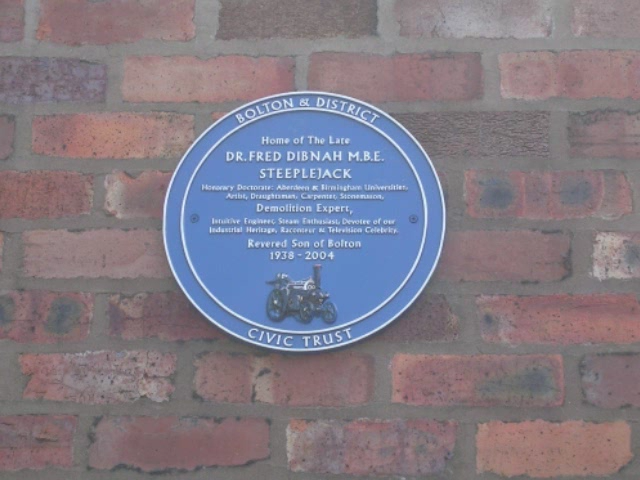 BOLTON & DISTRICT
Home of The Late
DR. FRED DIBNAH M.B.E.
STEEPLEJACK
Honorary Doctorate: Aberdeen & Birmingham Universities.
Artist, Draughtsman, Carpenter, Stonemason,
Demolition Expert,
Intuitive Engineer, Steam Enthusiast, Devotee of our
Industrial Heritage, Raconteur & Television Celebrity.
Revered Son of Bolton
1938 - 2004
CIVIC TRUST